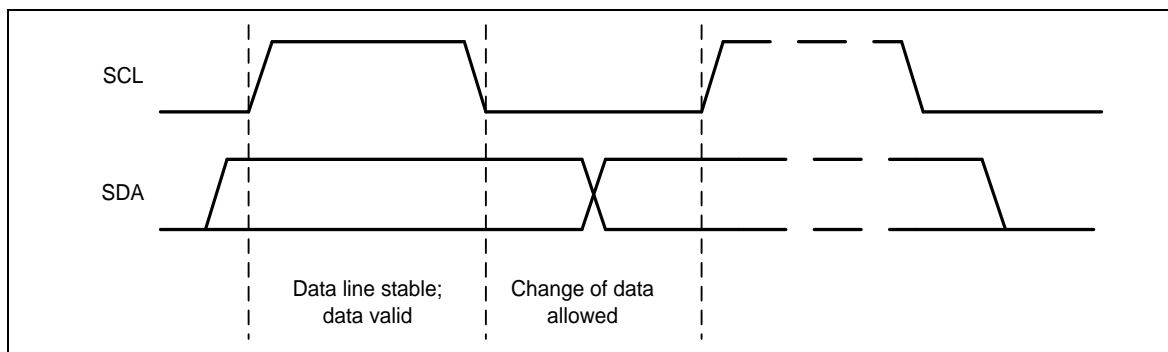 SCL
SDA
Data line stable;
data valid
Change of data
allowed